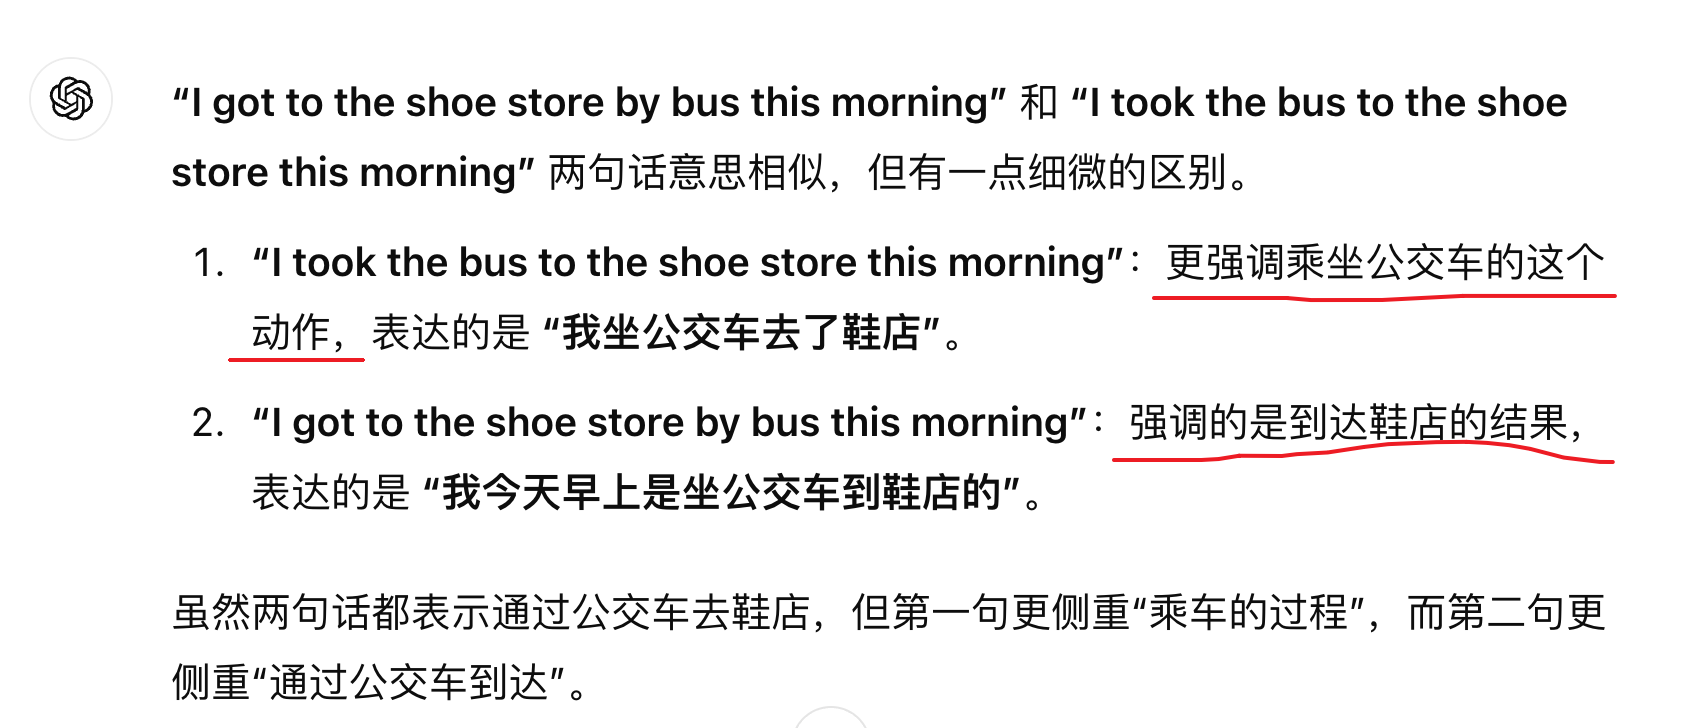 “I got to the shoe store by bus this morning” 和 “I took the bus to the shoe
store this morning” 两句话意思相似，但有一点细微的区别。
1. “I took the bus to the shoe store this morning”：更强调乘坐公交车的这个
动作，表达的是 “我坐公交车去了鞋店”。
2. “I got to the shoe store by bus this morning”：强调的是到达鞋店的结果，
表达的是 “我今天早上是坐公交车到鞋店的”。
虽然两句话都表示通过公交车去鞋店，但第一句更侧重“乘车的过程”，而第二句更
侧重“通过公交车到达”。